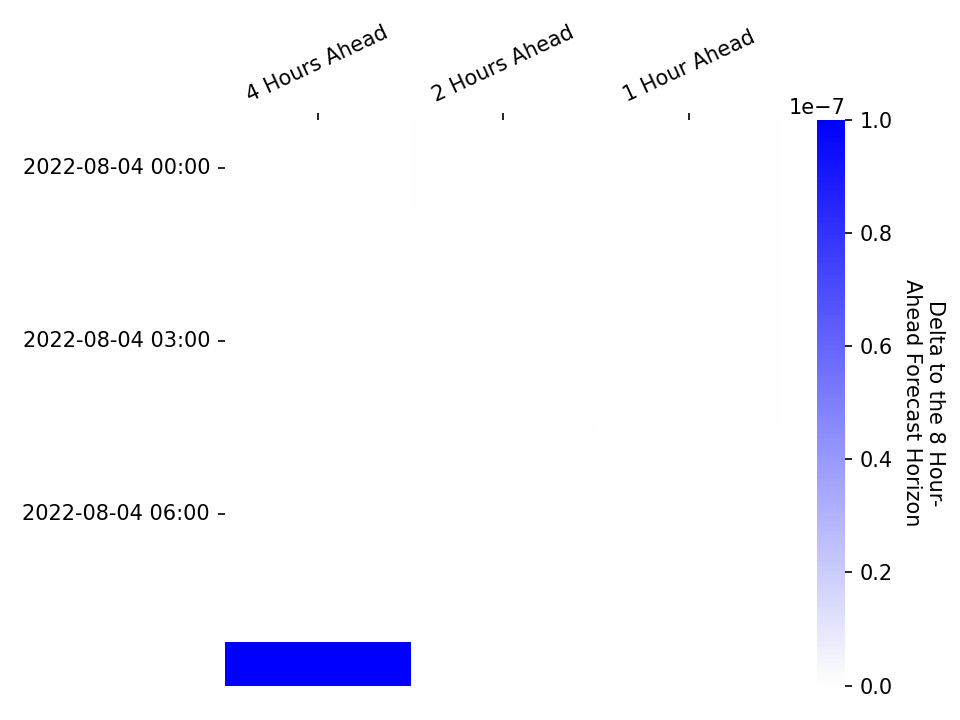 4 Hours Ahead
2 Hours Ahead
1 Hour Ahead
1e−7
2022-08-04 00:00
2022-08-04 03:00
2022-08-04 06:00
1.0
0.8
0.6
0.4
0.2
0.0
Delta to the 8 Hour-
Ahead Forecast Horizon